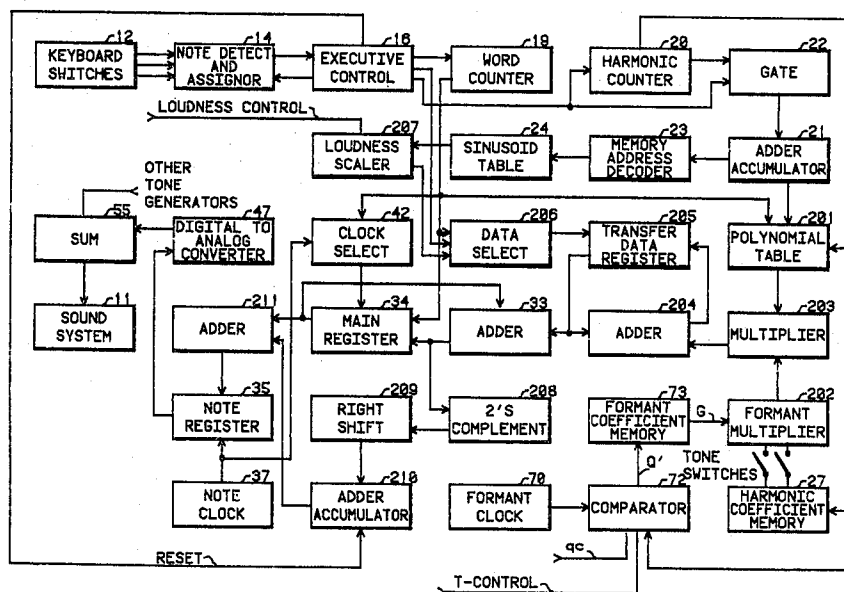 12
KEYBOARD
SWITCHES
14
NOTE DETECT
AND
ASSIGNOR
16
EXECUTIVE
CONTROL
19
WORD
COUNTER
20
HARMONIC
COUNTER
22
GATE
LOUDNESS CONTROL
207
LOUDNESS
SCALER
24
SINUSOID
TABLE
23
MEMORY
ADDRESS
DECODER
21
ADDER
ACCUMULATOR
OTHER
TONE
GENERATORS
55
SUM
47
DIGITAL TO
ANALOG
CONVERTER
42
CLOCK
SELECT
206
DATA
SELECT
205
TRANSFER
DATA
REGISTER
201
POLYNOMIAL
TABLE
11
SOUND
SYSTEM
211
ADDER
34
MAIN
REGISTER
33
ADDER
204
ADDER
203
MULTIPLIER
35
NOTE
REGISTER
209
RIGHT
SHIFT
208
2'S
COMPLEMENT
73
FORMANT
COEFFICIENT
MEMORY
G
202
FORMANT
MULTIPLIER
TONE
SWITCHES
37
NOTE
CLOCK
210
ADDER
ACCUMULATOR
70
FORMANT
CLOCK
Q'
72
COMPARATOR
27
HARMONIC
COEFFICIENT
MEMORY
RESET
qc
T-CONTROL